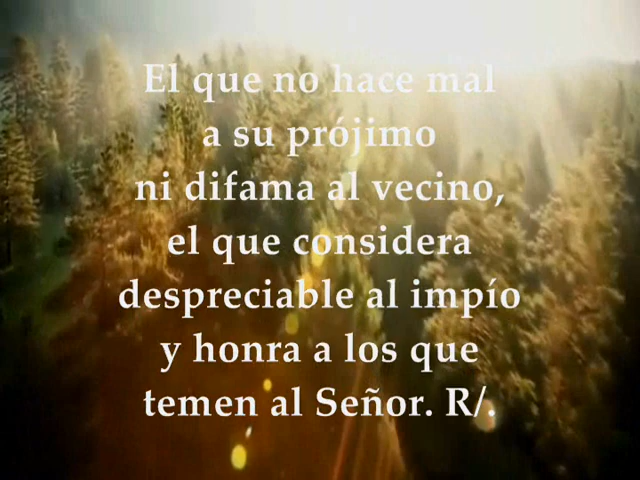 El que no hace mal
a su prójimo
ni difama al vecino,
el que considera
despreciable al impío
y honra a los que
temen al Señor. R/.